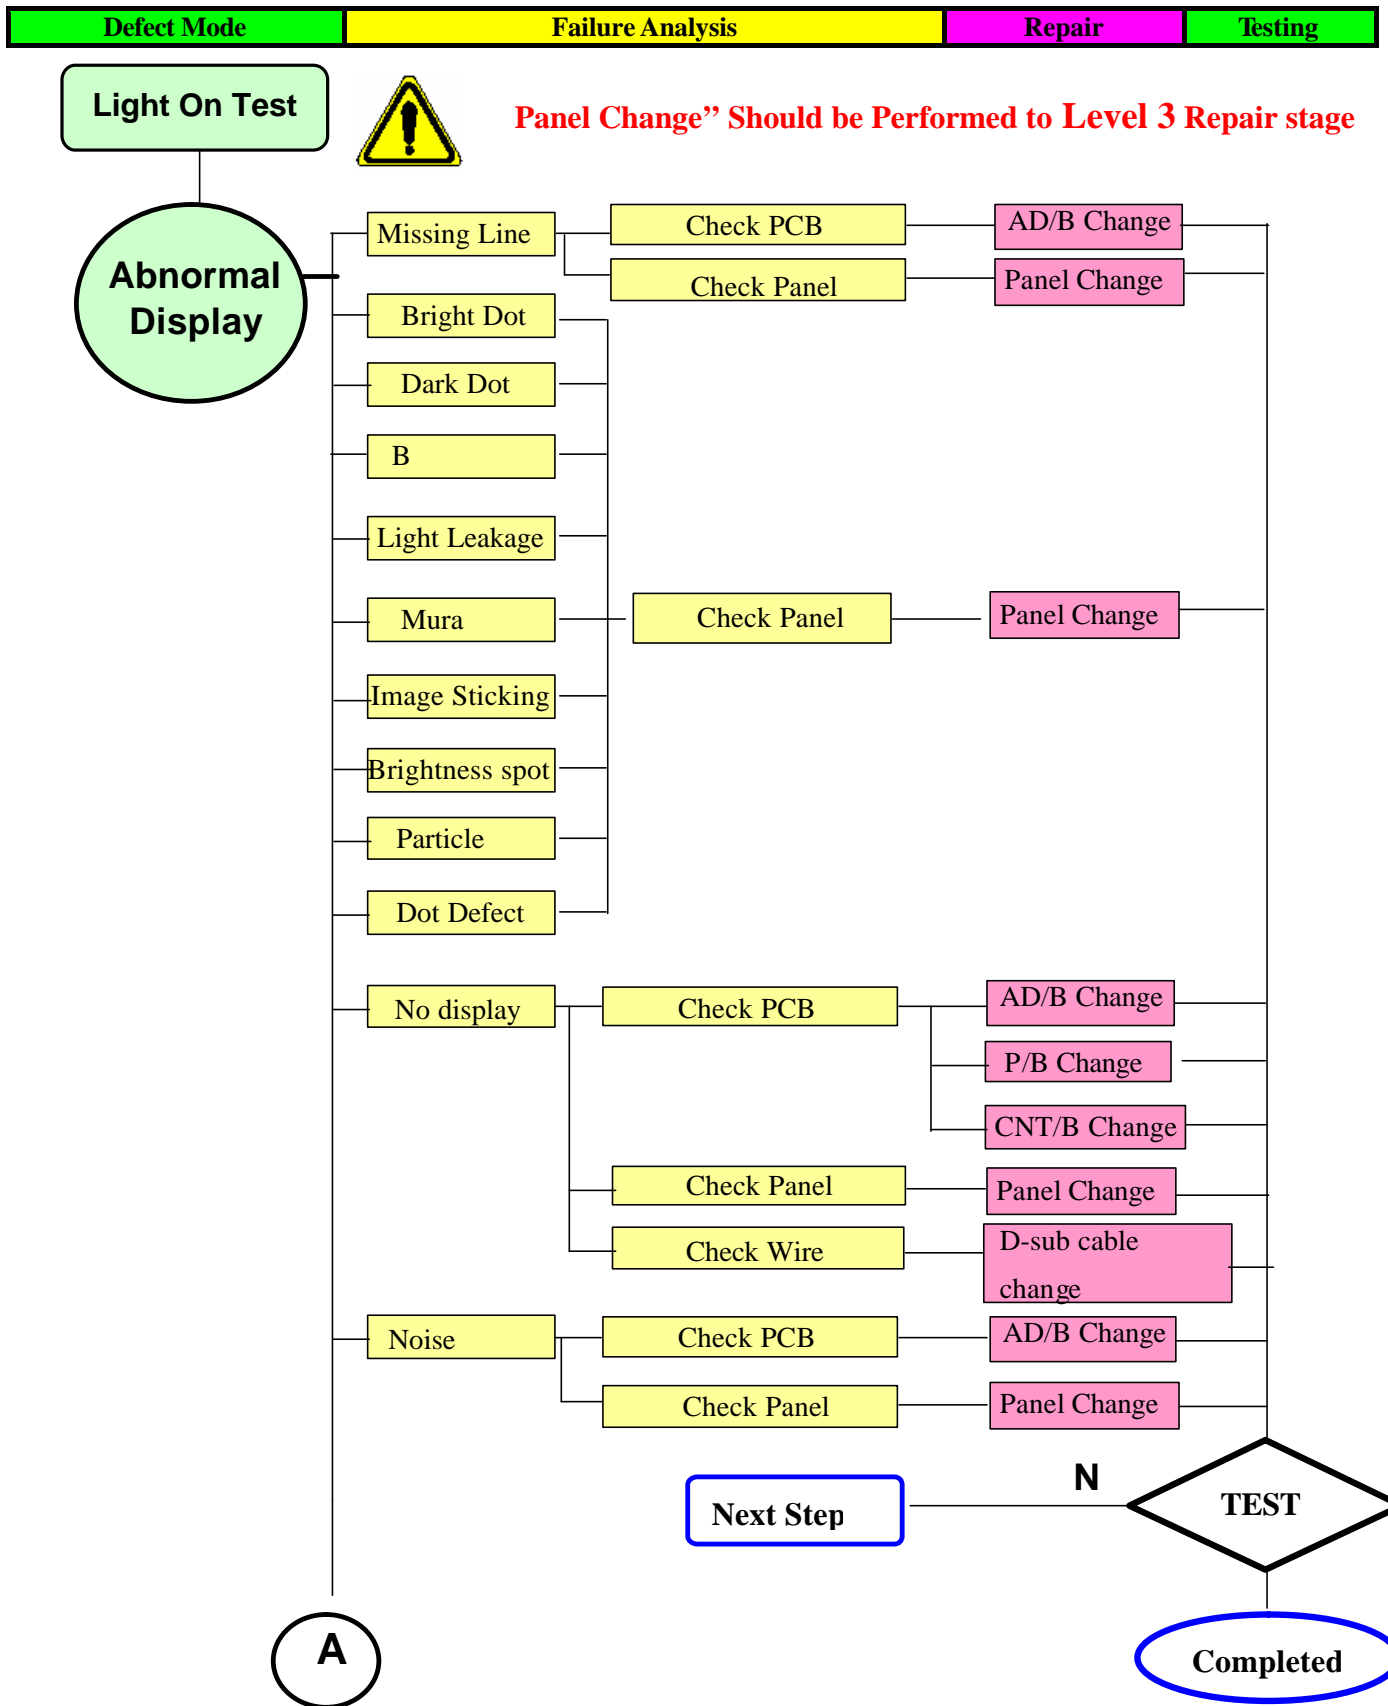 Defect Mode Failure Analysis Repair Testing
Light On Test
Panel Change” Should be Performed to Level 3 Repair stage
Abnormal
Display
Missing Line
Check PCB
AD/B Change
Check Panel
Panel Change
Bright Dot
Dark Dot
B
Light Leakage
Mura
Check Panel
Panel Change
Image Sticking
Brightness spot
Particle
Dot Defect
No display
Check PCB
AD/B Change
P/B Change
CNT/B Change
Check Panel
Panel Change
Check Wire
D-sub cable
change
Noise
Check PCB
AD/B Change
Check Panel
Panel Change
N
Next Step
TEST
A
Completed